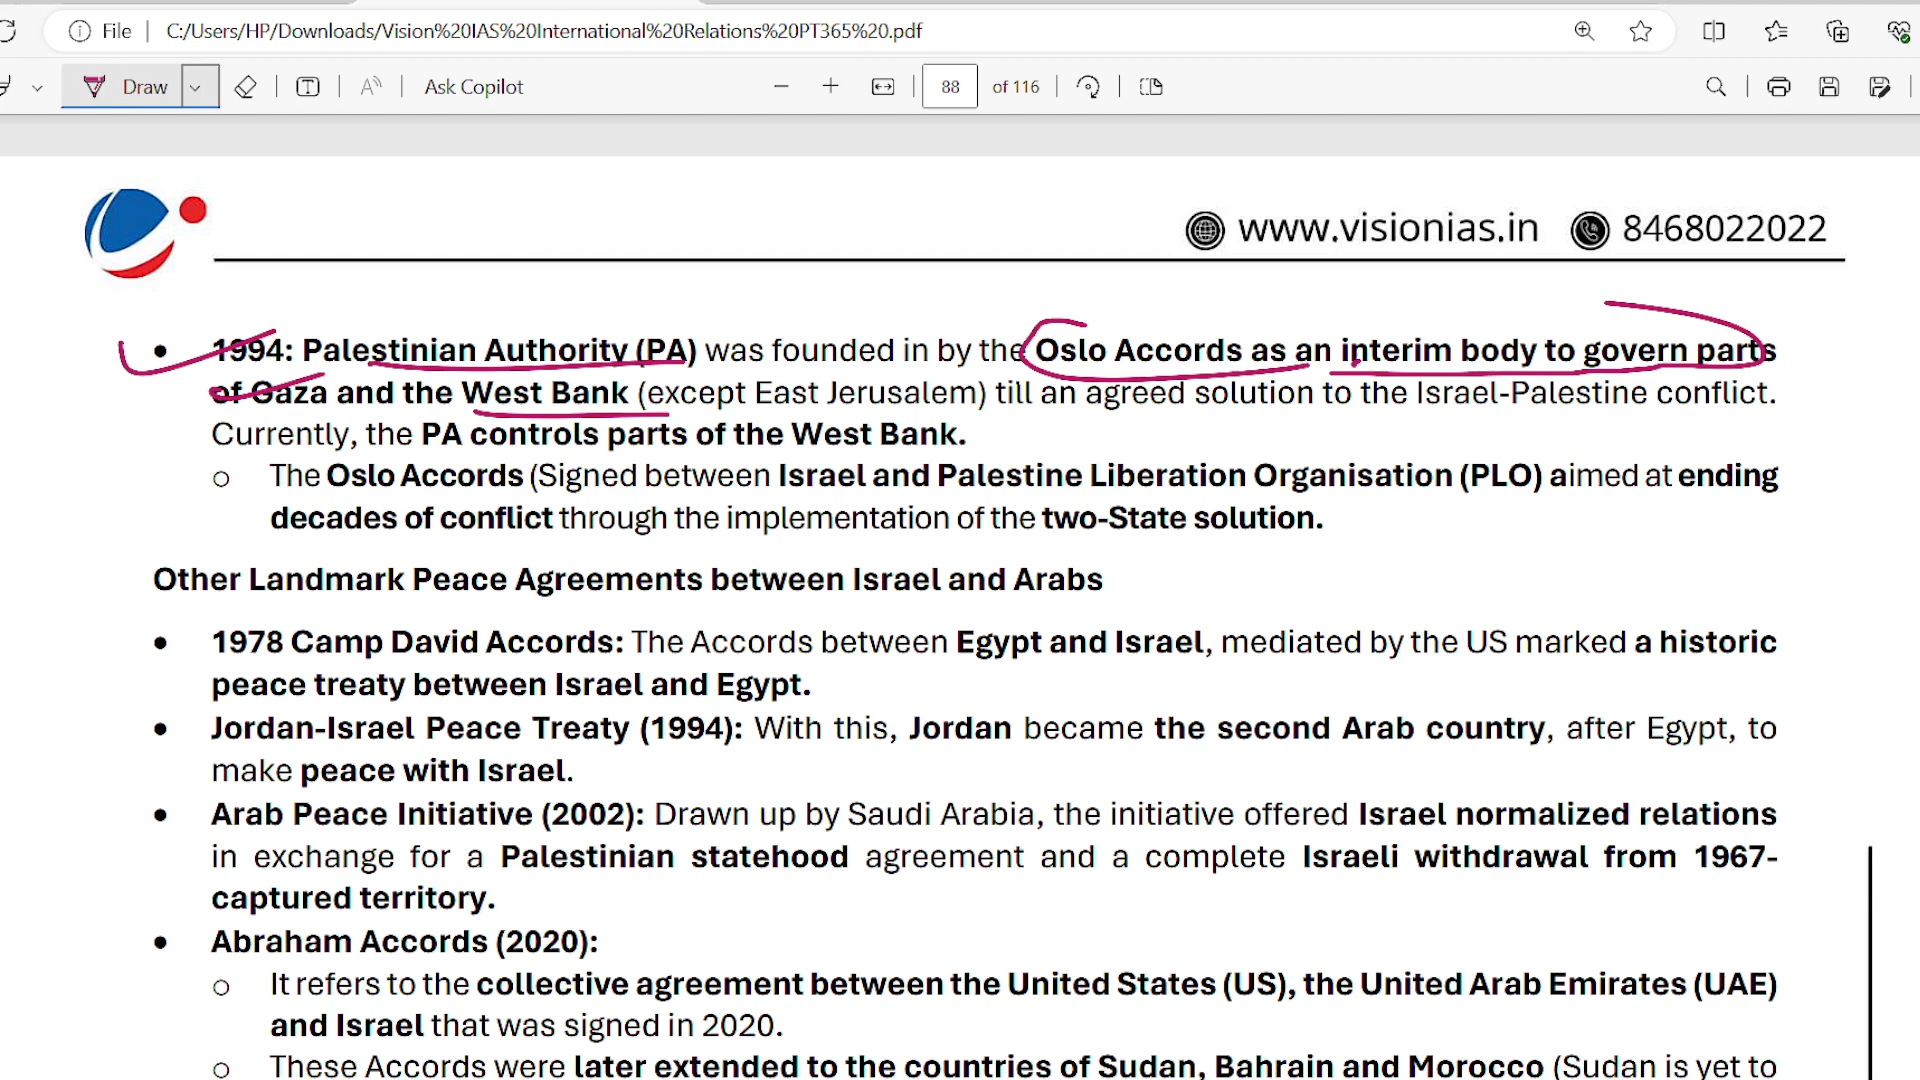 File C:/Users/HP/Downloads/Vision%20IAS%20International%20Relations%20PT365%20.pdf
Draw Ask Copilot 88 of 116
www.visionias.in 8468022022
• 1994: Palestinian Authority (PA) was founded in by the Oslo Accords as an interim body to govern parts
of Gaza and the West Bank (except East Jerusalem) till an agreed solution to the Israel-Palestine conflict.
Currently, the PA controls parts of the West Bank.
o The Oslo Accords (Signed between Israel and Palestine Liberation Organisation (PLO) aimed at ending
decades of conflict through the implementation of the two-State solution.
Other Landmark Peace Agreements between Israel and Arabs
• 1978 Camp David Accords: The Accords between Egypt and Israel, mediated by the US marked a historic
peace treaty between Israel and Egypt.
• Jordan-Israel Peace Treaty (1994): With this, Jordan became the second Arab country, after Egypt, to
make peace with Israel.
• Arab Peace Initiative (2002): Drawn up by Saudi Arabia, the initiative offered Israel normalized relations
in exchange for a Palestinian statehood agreement and a complete Israeli withdrawal from 1967-
captured territory.
• Abraham Accords (2020):
o It refers to the collective agreement between the United States (US), the United Arab Emirates (UAE)
and Israel that was signed in 2020.
o These Accords were later extended to the countries of Sudan, Bahrain and Morocco (Sudan is yet to